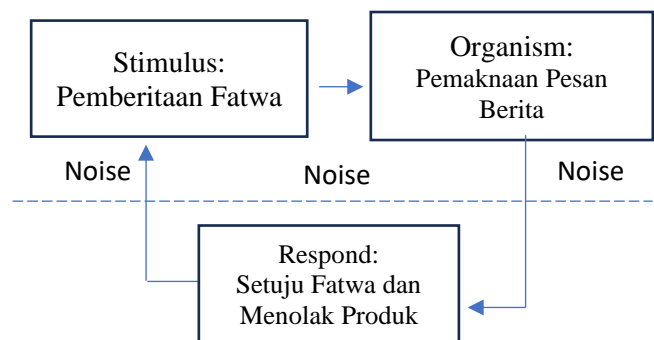 Stimulus:
Pemberitaan Fatwa
Organism:
Pemaknaan Pesan
Berita
Noise
Noise
Noise
Respond:
Setuju Fatwa dan
Menolak Produk